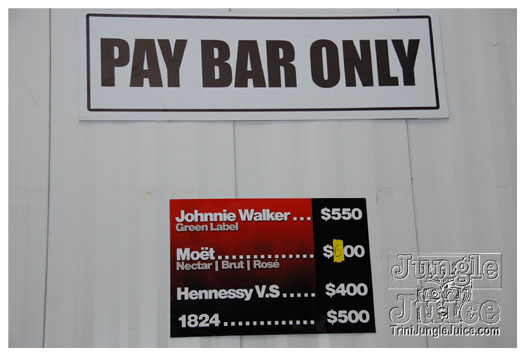 PAY BAR ONLY
Johnnie Walker ... $550
Green Label
Moët.............. $600
Nectar | Brut | Rosé
Hennessy V.S ..... $400
1824 ............. $500
Jungle
Juice
TriniJungleJuice.com